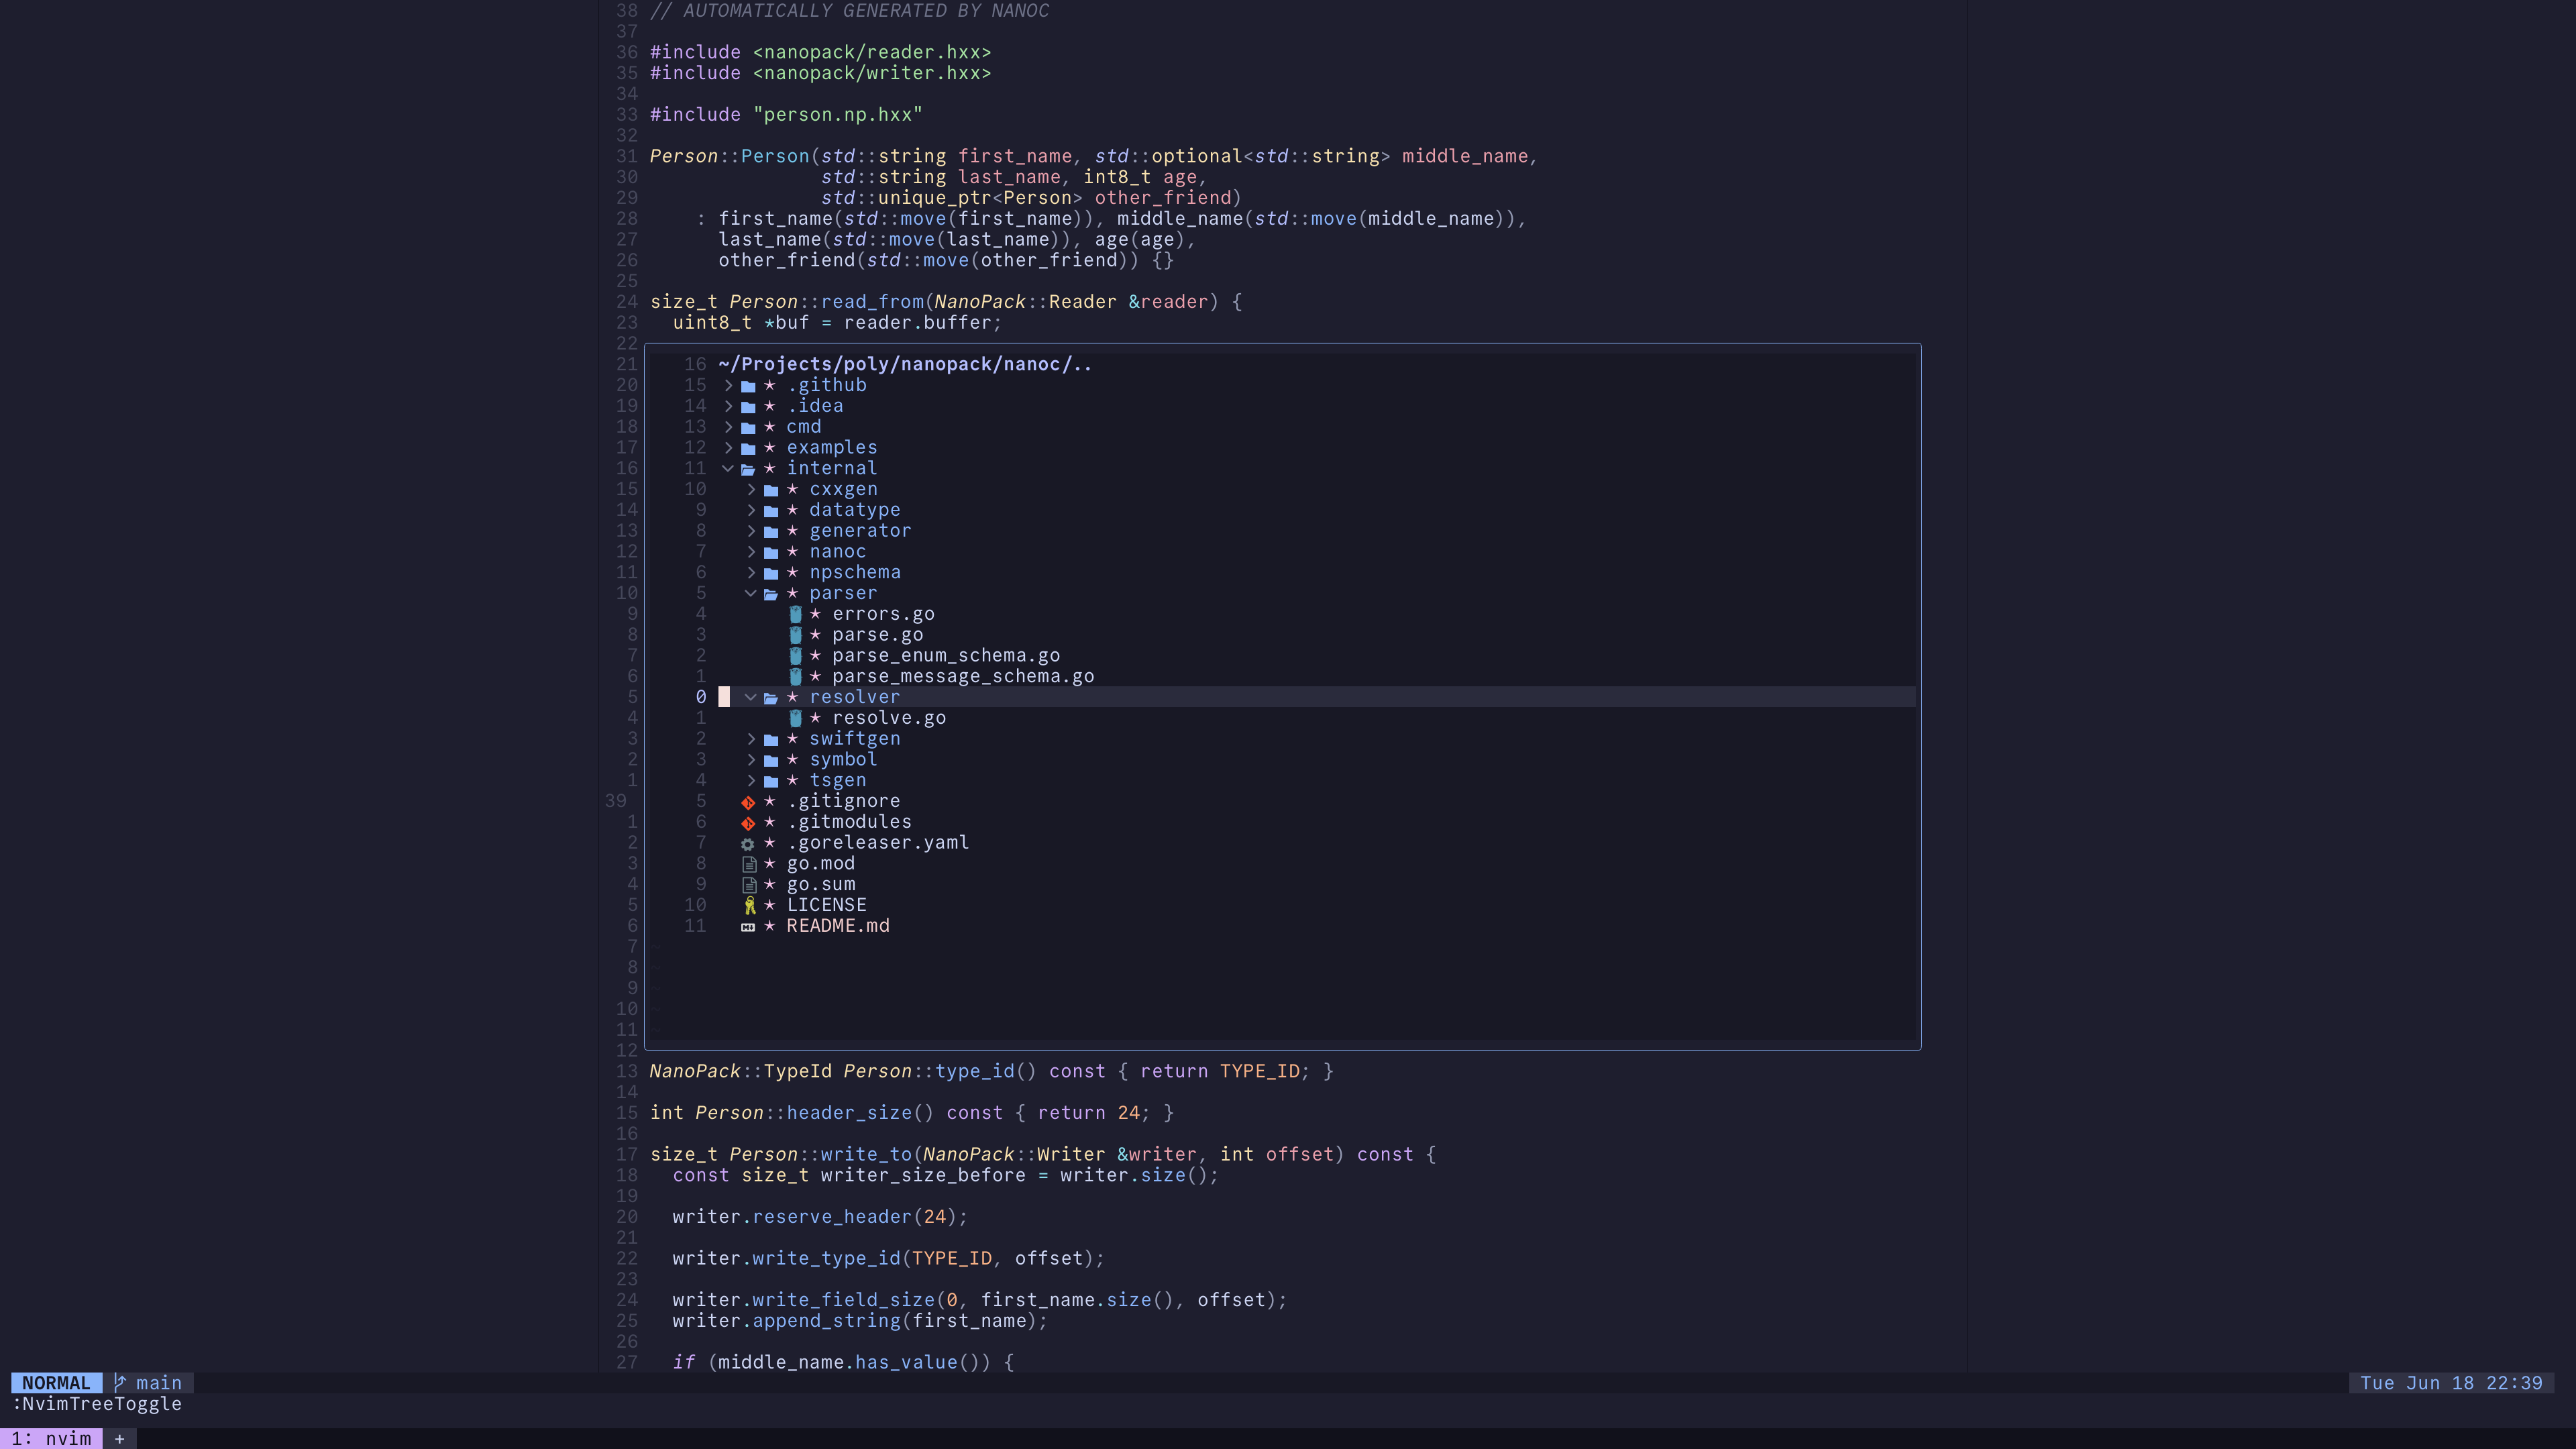 38 // AUTOMATICALLY GENERATED BY NANOC
37
36 #include <nanopack/reader.hxx>
35 #include <nanopack/writer.hxx>
34
33 #include "person.np.hxx"
32
31 Person::Person(std::string first_name, std::optional<std::string> middle_name,
30                std::string last_name, int8_t age,
29                std::unique_ptr<Person> other_friend)
28     : first_name(std::move(first_name)), middle_name(std::move(middle_name)),
27       last_name(std::move(last_name)), age(age),
26       other_friend(std::move(other_friend)) {}
25
24 size_t Person::read_from(NanoPack::Reader &reader) {
23   uint8_t *buf = reader.buffer;
22
21 16 ~/Projects/poly/nanopack/nanoc/..
20 15 > ★ .github
19 14 > ★ .idea
18 13 > ★ cmd
17 12 > ★ examples
16 11 ★ internal
15 10 > ★ cxxgen
14 9 > ★ datatype
13 8 > ★ generator
12 7 > ★ nanoc
11 6 > ★ npschema
10 5 ★ parser
9 4 ★ errors.go
8 3 ★ parse.go
7 2 ★ parse_enum_schema.go
6 1 ★ parse_message_schema.go
5 0 ★ resolver
4 1 ★ resolve.go
3 2 > ★ swiftgen
2 3 > ★ symbol
1 4 > ★ tsgen
39 5 ★ .gitignore
1 6 ★ .gitmodules
2 7 ★ .goreleaser.yaml
3 8 ★ go.mod
4 9 ★ go.sum
5 10 ★ LICENSE
6 11 ★ README.md
7 ~
8 ~
9 ~
10 ~
11 ~
12
13 NanoPack::TypeId Person::type_id() const { return TYPE_ID; }
14
15 int Person::header_size() const { return 24; }
16
17 size_t Person::write_to(NanoPack::Writer &writer, int offset) const {
18   const size_t writer_size_before = writer.size();
19
20   writer.reserve_header(24);
21
22   writer.write_type_id(TYPE_ID, offset);
23
24   writer.write_field_size(0, first_name.size(), offset);
25   writer.append_string(first_name);
26
27   if (middle_name.has_value()) {
NORMAL main Tue Jun 18 22:39
:NvimTreeToggle
1: nvim +